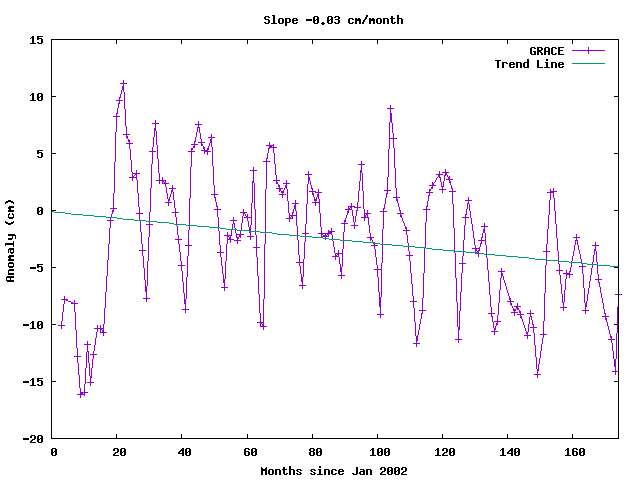 Slope -0.03 cm/month
GRACE
Trend Line
15
10
5
0
-5
-10
-15
-20
Anomaly (cm)
0 20 40 60 80 100 120 140 160
Months since Jan 2002